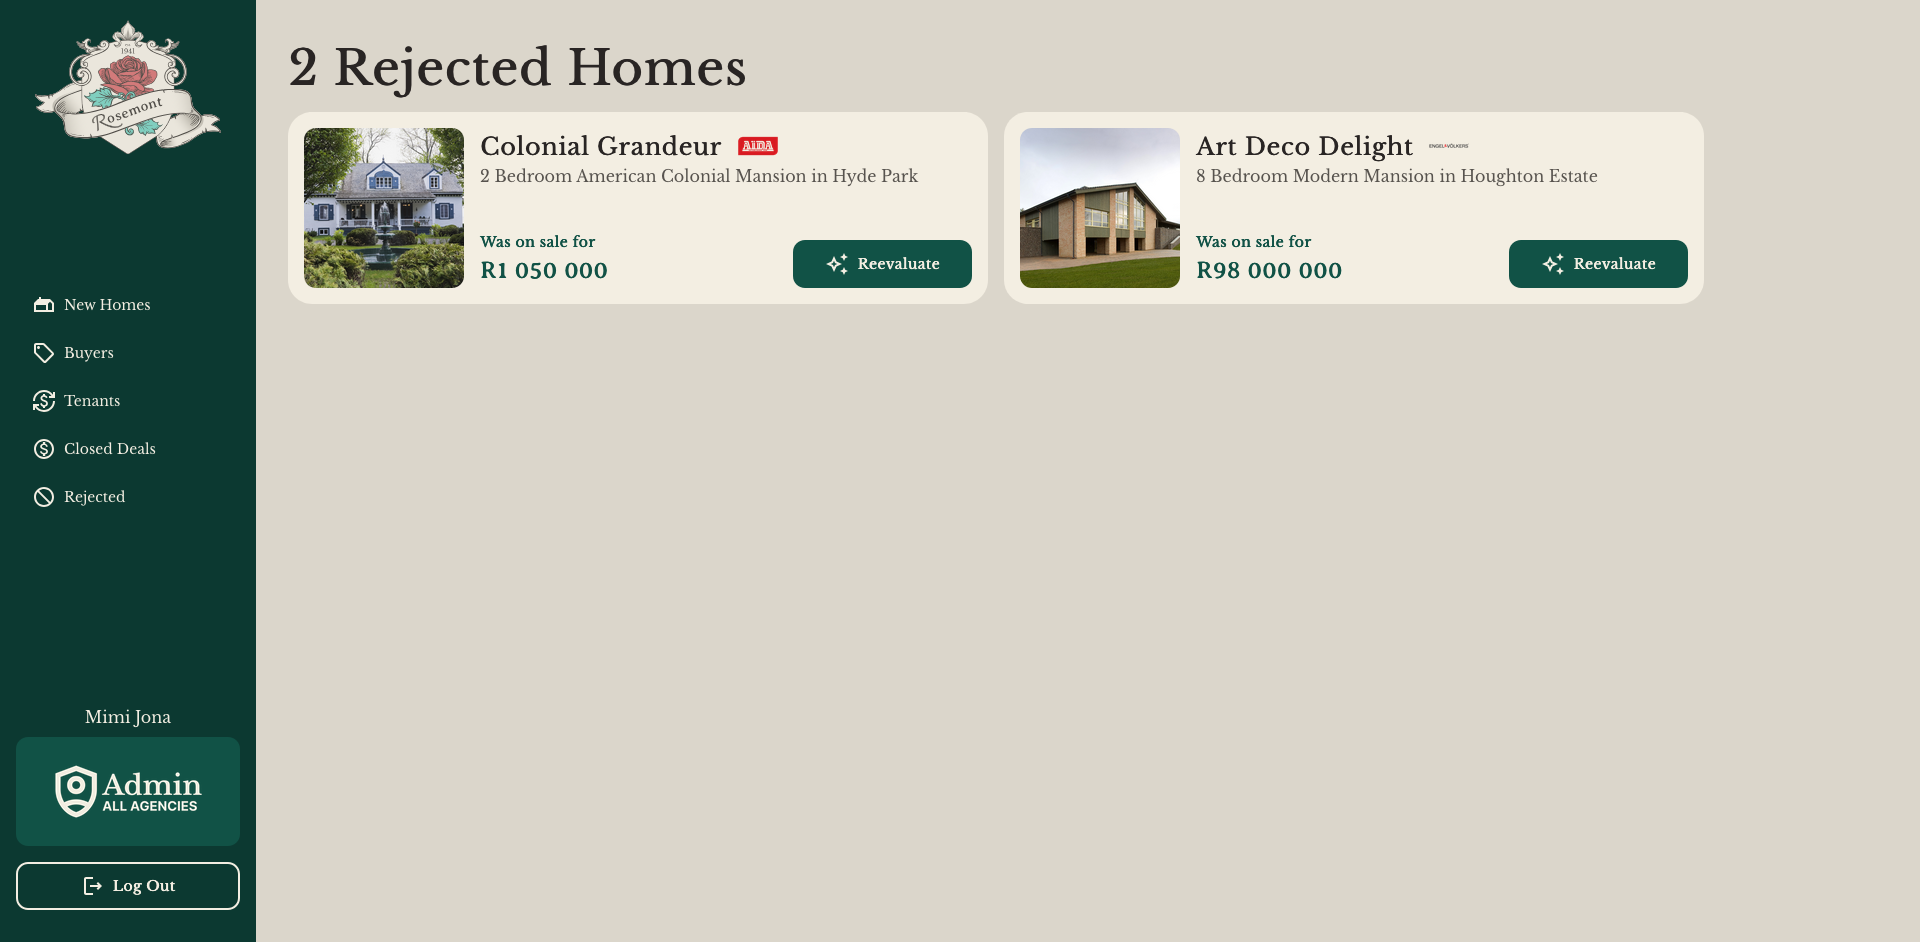 1941
Rosemont
New Homes
Buyers
Tenants
Closed Deals
Rejected
Mimi Jona
Admin
ALL AGENCIES
Log Out
2 Rejected Homes
Colonial Grandeur AIDA
2 Bedroom American Colonial Mansion in Hyde Park
Was on sale for
R1 050 000
Reevaluate
Art Deco Delight ENGEL&VÖLKERS
8 Bedroom Modern Mansion in Houghton Estate
Was on sale for
R98 000 000
Reevaluate